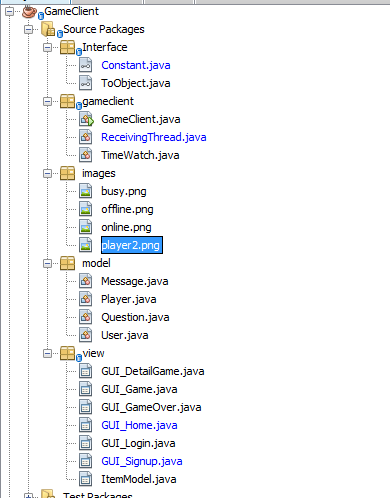 GameClient
Source Packages
Interface
Constant.java
ToObject.java
gameclient
GameClient.java
ReceivingThread.java
TimeWatch.java
images
busy.png
offline.png
online.png
player2.png
model
Message.java
Player.java
Question.java
User.java
view
GUI_DetailGame.java
GUI_Game.java
GUI_GameOver.java
GUI_Home.java
GUI_Login.java
GUI_Signup.java
ItemModel.java
Test Packages